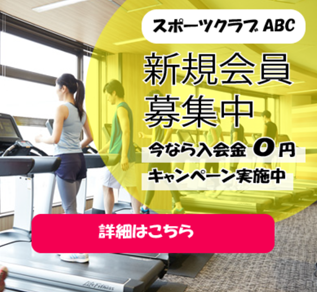 スポーツクラブ ABC
新規会員
募集中
今なら入会金 0 円
キャンペーン実施中
詳細はこちら
Life Fitness